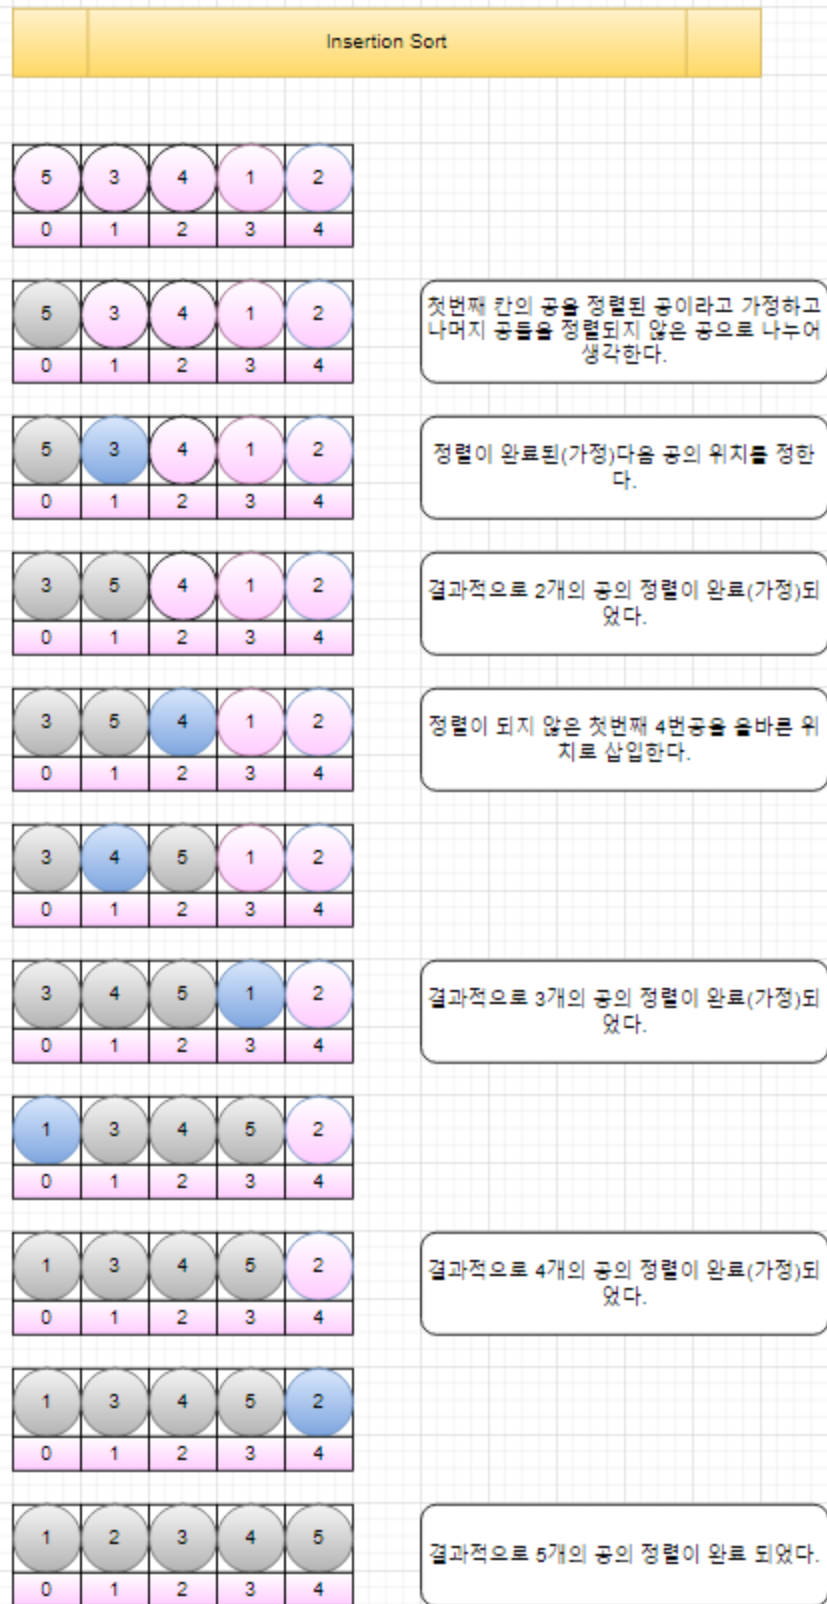 Insertion Sort
5 3 4 1 2
0 1 2 3 4
5 3 4 1 2
0 1 2 3 4
첫번째 칸의 공을 정렬된 공이라고 가정하고
나머지 공들을 정렬되지 않은 공으로 나누어
생각한다.
5 3 4 1 2
0 1 2 3 4
정렬이 완료된(가정)다음 공의 위치를 정한
다.
3 5 4 1 2
0 1 2 3 4
결과적으로 2개의 공의 정렬이 완료(가정)되
었다.
3 5 4 1 2
0 1 2 3 4
정렬이 되지 않은 첫번째 4번공을 올바른 위
치로 삽입한다.
3 4 5 1 2
0 1 2 3 4
3 4 5 1 2
0 1 2 3 4
결과적으로 3개의 공의 정렬이 완료(가정)되
었다.
1 3 4 5 2
0 1 2 3 4
1 3 4 5 2
0 1 2 3 4
결과적으로 4개의 공의 정렬이 완료(가정)되
었다.
1 3 4 5 2
0 1 2 3 4
1 2 3 4 5
0 1 2 3 4
결과적으로 5개의 공의 정렬이 완료 되었다.